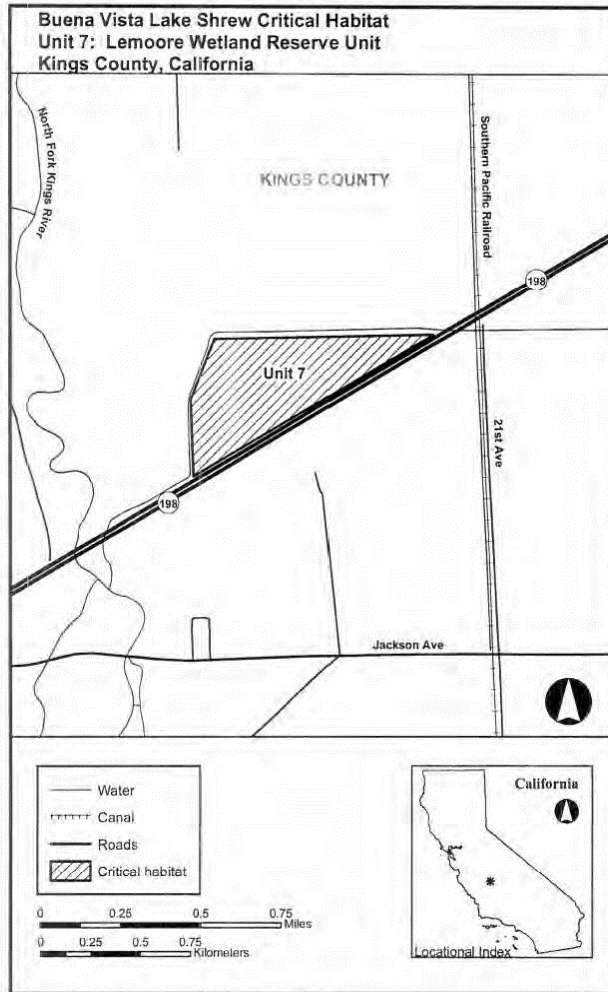 Buena Vista Lake Shrew Critical Habitat
Unit 7: Lemoore Wetland Reserve Unit
Kings County, California
North Fork Kings River
KINGS COUNTY
Southern Pacific Railroad
198
Unit 7
21st Ave
198
Jackson Ave
Water
Canal
Roads
Critical habitat
0 0.25 0.5 0.75
Miles
0 0.25 0.5 0.75
Kilometers
California
Locational Index